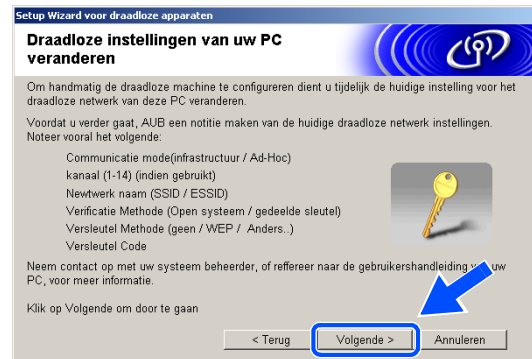 Setup Wizard voor draadloze apparaten
Draadloze instellingen van uw PC
veranderen
Om handmatig de draadloze machine te configureren dient u tijdelijk de huidige instelling voor het
draadloze netwerk van deze PC veranderen.
Voordat u verder gaat, AUB een notitie maken van de huidige draadloze netwerk instellingen.
Noteer vooral het volgende:
Communicatie mode(infrastructuur / Ad-Hoc)
kanaal (1-14) (indien gebruikt)
Newtwerk naam (SSID / ESSID)
Verificatie Methode (Open systeem / gedeelde sleutel)
Versleutel Methode (geen / WEP / Anders..)
Versleutel Code
Neem contact op met uw systeem beheerder, of reffereer naar de gebruikershandleiding van uw
PC, voor meer informatie.
Klik op Volgende om door te gaan
< Terug Volgende > Annuleren